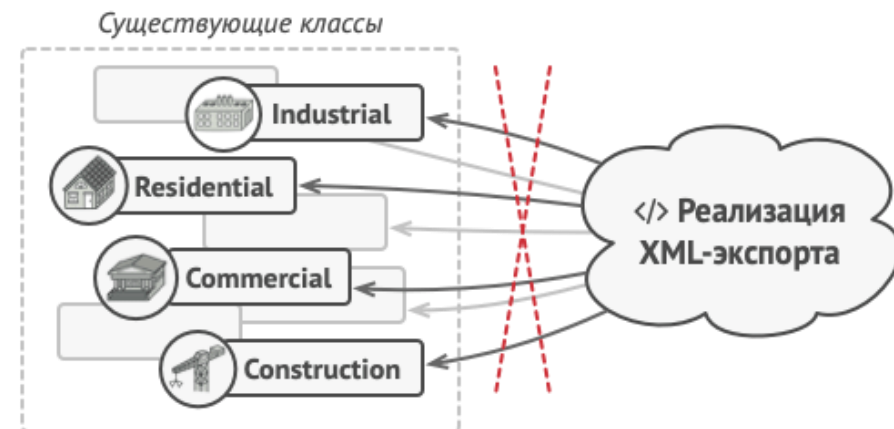 Существующие классы
Industrial
Residential
Commercial
Construction
</> Реализация
XML-экспорта